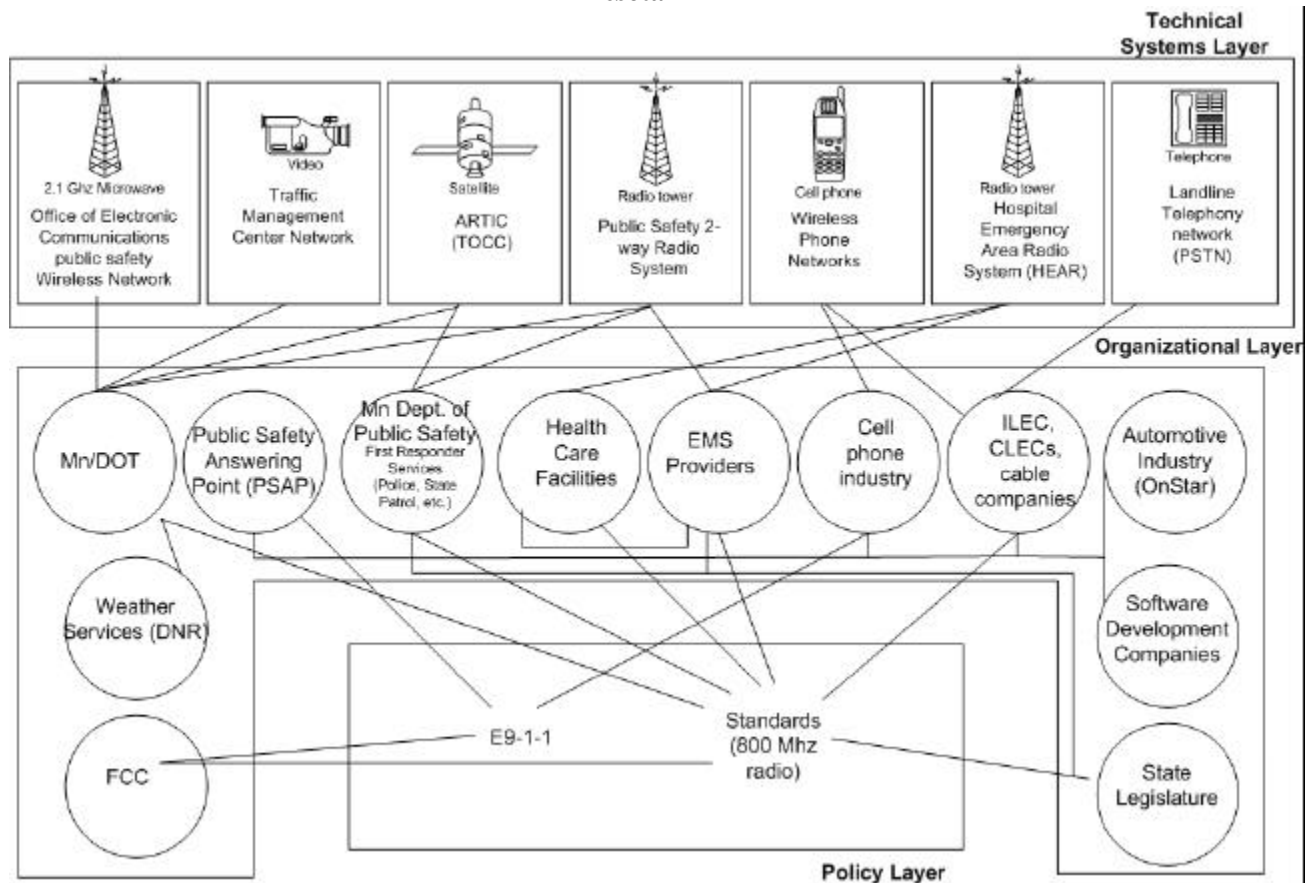 Technical
Systems Layer
2.1 Ghz Microwave
Office of Electronic
Communications
public safety
Wireless Network
Video
Traffic
Management
Center Network
Satellite
ARTIC
(TOCC)
Radio tower
Public Safety 2-
way Radio
System
Cell phone
Wireless
Phone
Networks
Radio tower
Hospital
Emergency
Area Radio
System (HEAR)
Telephone
Landline
Telephony
network
(PSTN)
Organizational Layer
Mn/DOT
Public Safety
Answering
Point (PSAP)
Mn Dept. of
Public Safety
First Responder
Services
(Police, State
Patrol, etc.)
Health
Care
Facilities
EMS
Providers
Cell
phone
industry
ILEC,
CLECs,
cable
companies
Automotive
Industry
(OnStar)
Weather
Services (DNR)
Software
Development
Companies
FCC
E9-1-1
Standards
(800 Mhz
radio)
State
Legislature
Policy Layer